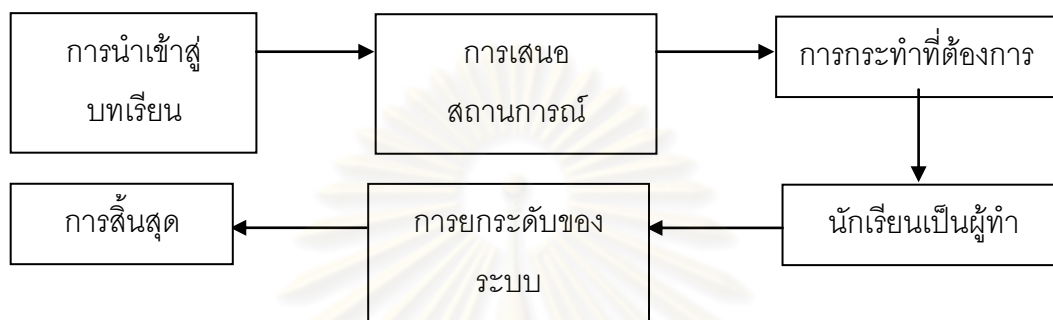 การนำเข้าสู่
บทเรียน
การเสนอ
สถานการณ์
การกระทำที่ต้องการ
นักเรียนเป็นผู้ทำ
การยกระดับของ
ระบบ
การสิ้นสุด